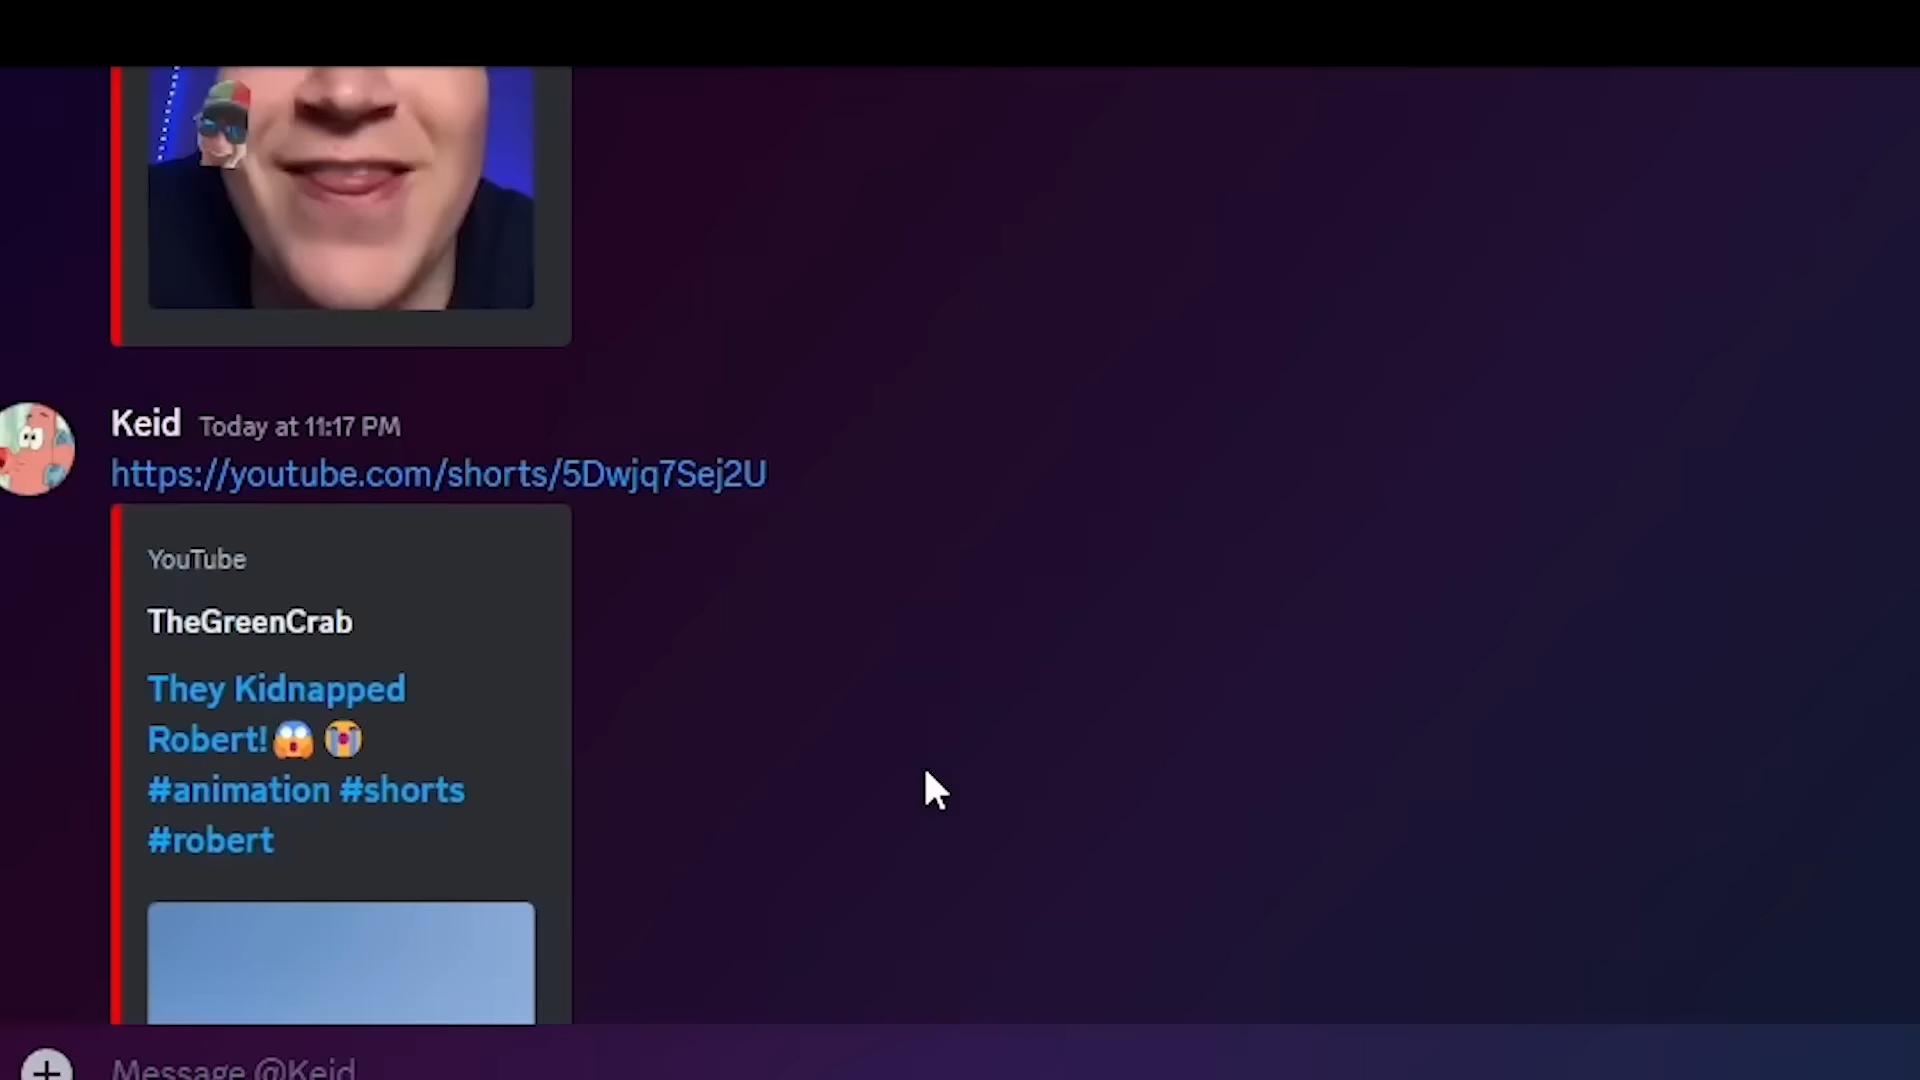 Keid Today at 11:17 PM
https://youtube.com/shorts/5Dwjq7Sej2U
YouTube
TheGreenCrab
They Kidnapped
Robert!😱 😭
#animation #shorts
#robert
Message @Keid